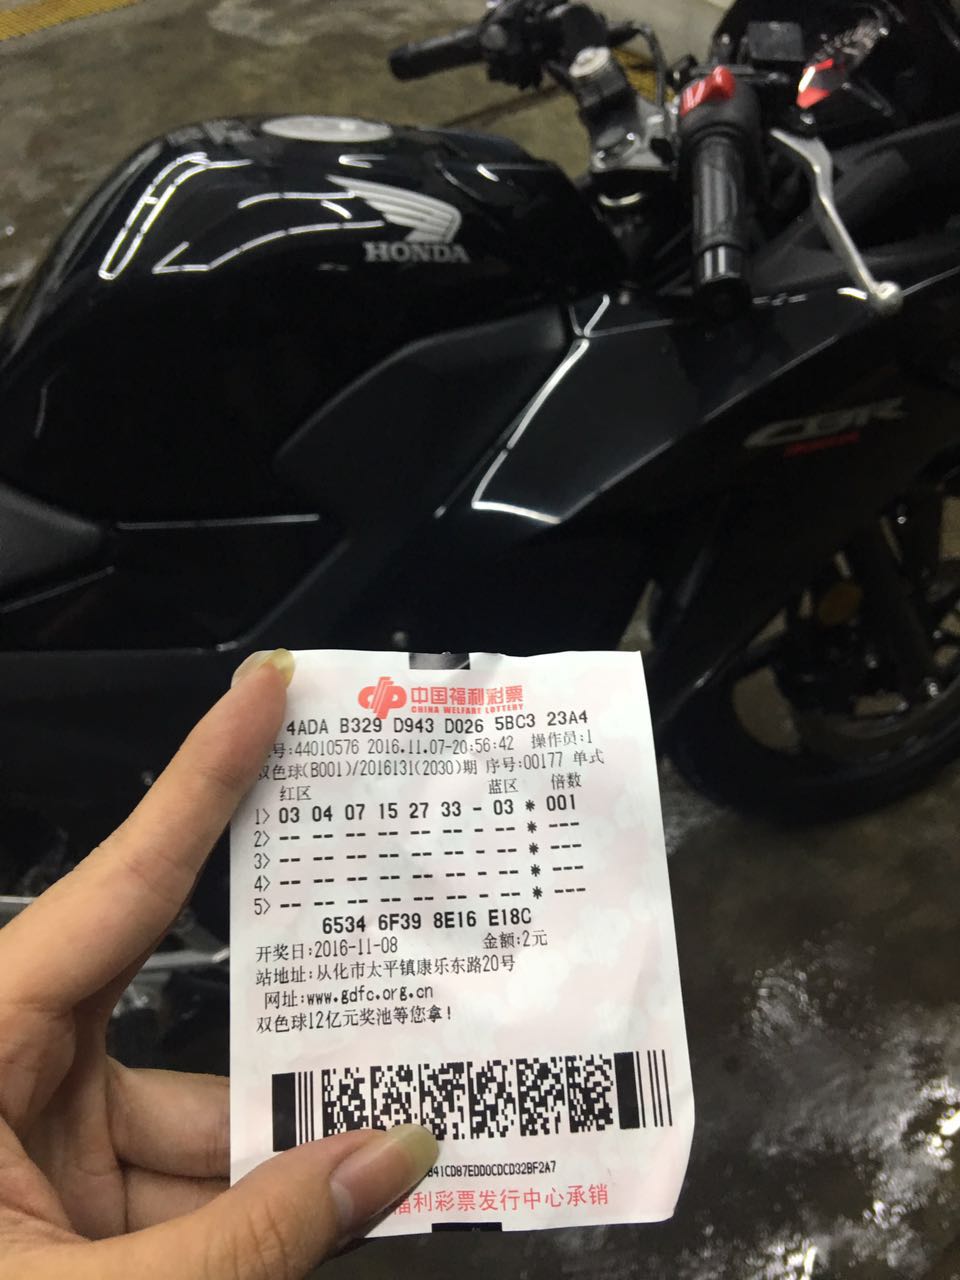 HONDA
CBR
中国福利彩票
CHINA WELFARE LOTTERY
4ADA B329 D943 D026 5BC3 23A4
号:44010576 2016.11.07-20:56:42 操作员:1
双色球(B001)/2016131(2030)期 序号:00177 单式
红区 蓝区 倍数
1> 03 04 07 15 27 33 - 03 * 001
2> -- -- -- -- -- -- - -- * ---
3> -- -- -- -- -- -- - -- * ---
4> -- -- -- -- -- -- - -- * ---
5> -- -- -- -- -- -- - -- * ---
6534 6F39 8E16 E18C
开奖日:2016-11-08 金额:2元
站地址:从化市太平镇康乐东路20号
网址:www.gdfc.org.cn
双色球12亿元奖池等您拿!
B41CD87EDD0CDCD32BF2A7
福利彩票发行中心承销